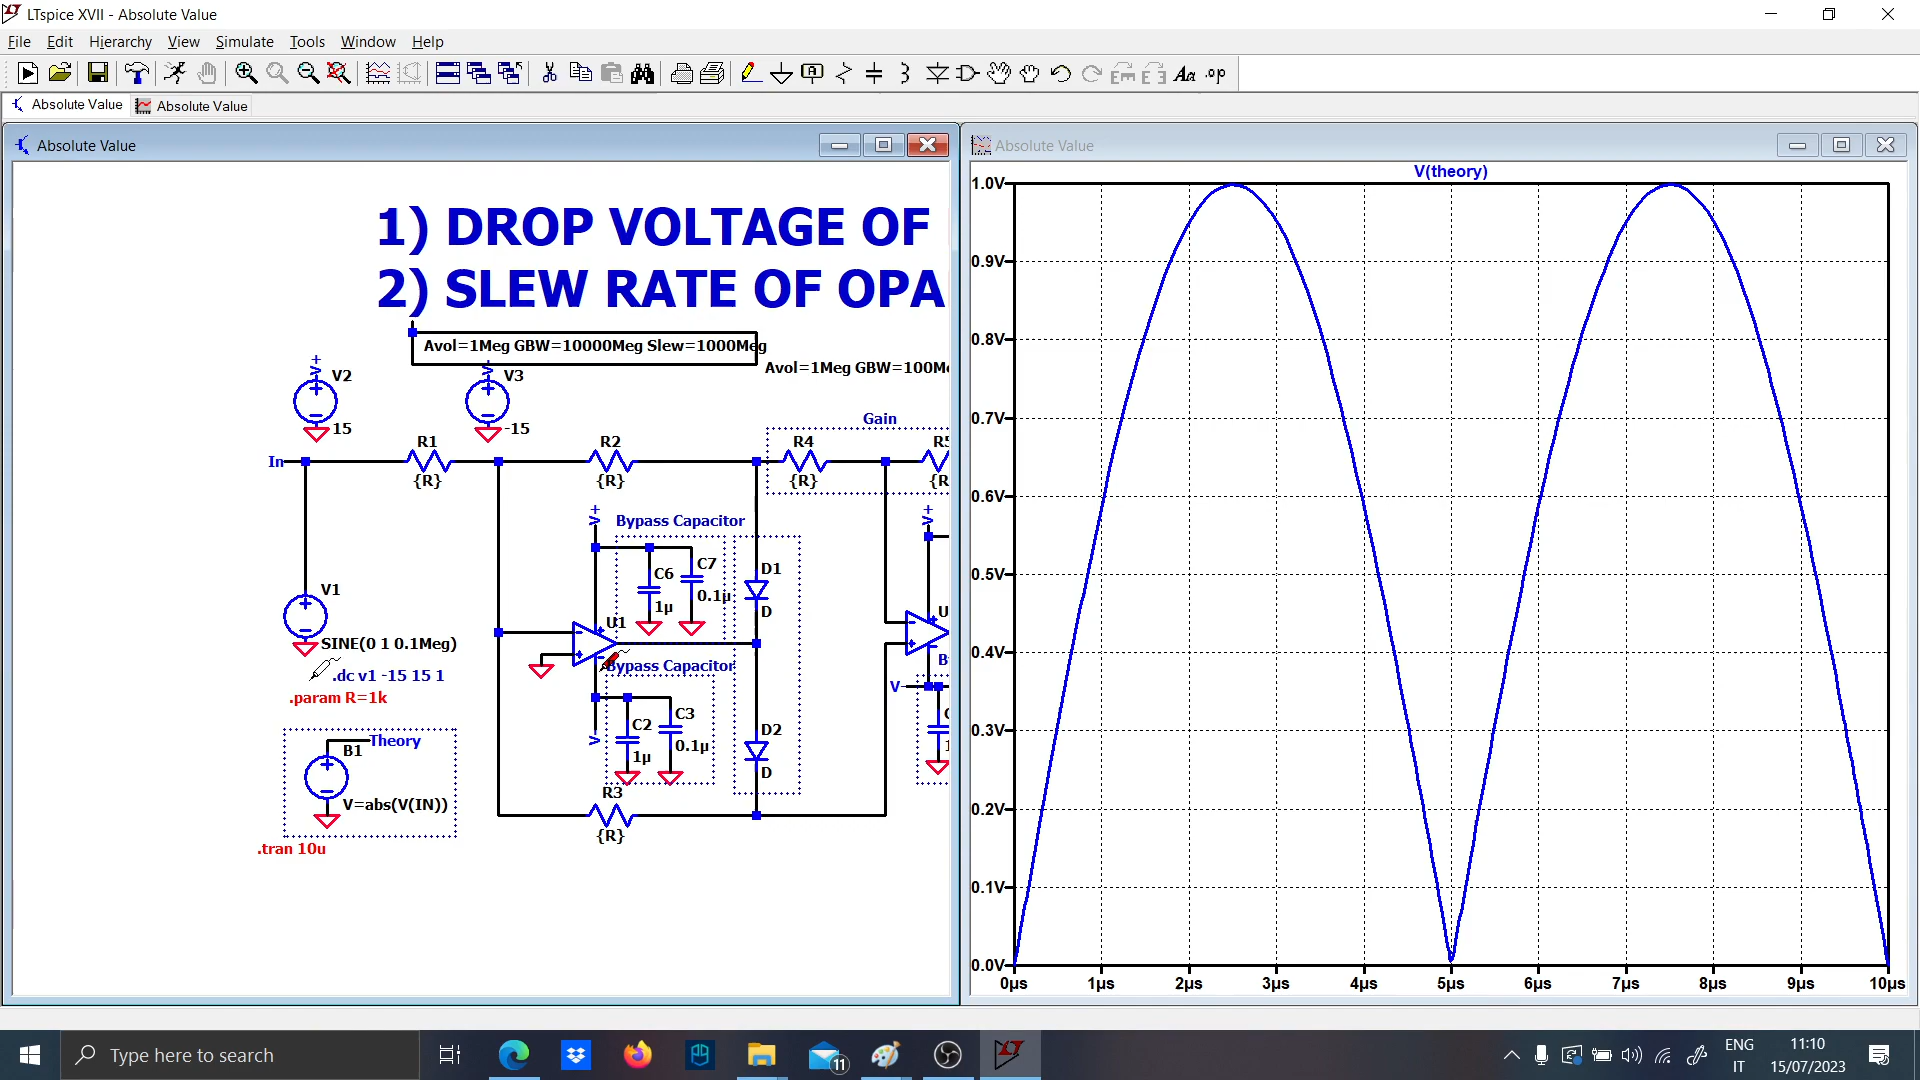 LTspice XVII - Absolute Value
File Edit Hierarchy View Simulate Tools Window Help
Absolute Value Absolute Value
Absolute Value
1) DROP VOLTAGE OF
2) SLEW RATE OF OPA
Avol=1Meg GBW=10000Meg Slew=1000Meg
Avol=1Meg GBW=100M
V+ V2
15
V+ V3
-15
Gain
In
R1
{R}
R2
{R}
R4
{R}
R5
{R
V+
Bypass Capacitor
V+
C6
1µ
C7
0.1µ
D1
D
V1
SINE(0 1 0.1Meg)
.dc v1 -15 15 1
.param R=1k
U1
Bypass Capacitor
U
B
V-
C2
1µ
C3
0.1µ
V-
D2
D
Theory
B1
V=abs(V(IN))
R3
{R}
.tran 10u
Absolute Value
V(theory)
1.0V
0.9V
0.8V
0.7V
0.6V
0.5V
0.4V
0.3V
0.2V
0.1V
0.0V
0µs 1µs 2µs 3µs 4µs 5µs 6µs 7µs 8µs 9µs 10µs
Type here to search
11
ENG
IT
11:10
15/07/2023